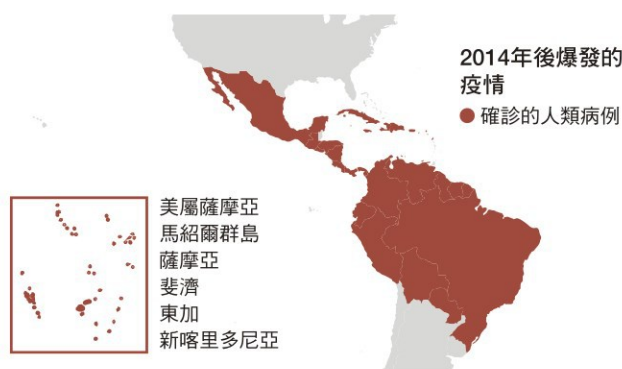 2014年後爆發的
疫情
確診的人類病例
美屬薩摩亞
馬紹爾群島
薩摩亞
斐濟
東加
新喀里多尼亞